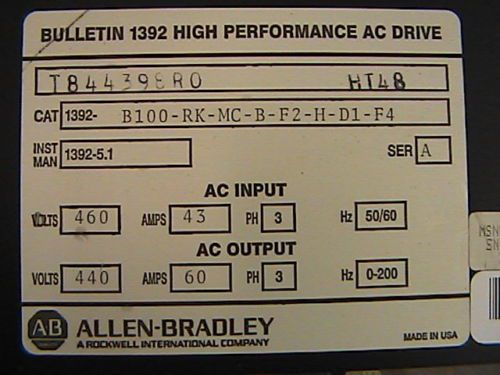 BULLETIN 1392 HIGH PERFORMANCE AC DRIVE
HT48
CAT 1392- B100-RK-MC-B-F2-H-D1-F4
INST MAN 1392-5.1 SER A
AC INPUT
VOLTS 460 AMPS 43 PH 3 Hz 50/60
AC OUTPUT
VOLTS 440 AMPS 60 PH 3 Hz 0-200
AB ALLEN-BRADLEY
A ROCKWELL INTERNATIONAL COMPANY
MADE IN USA
MSN
SN